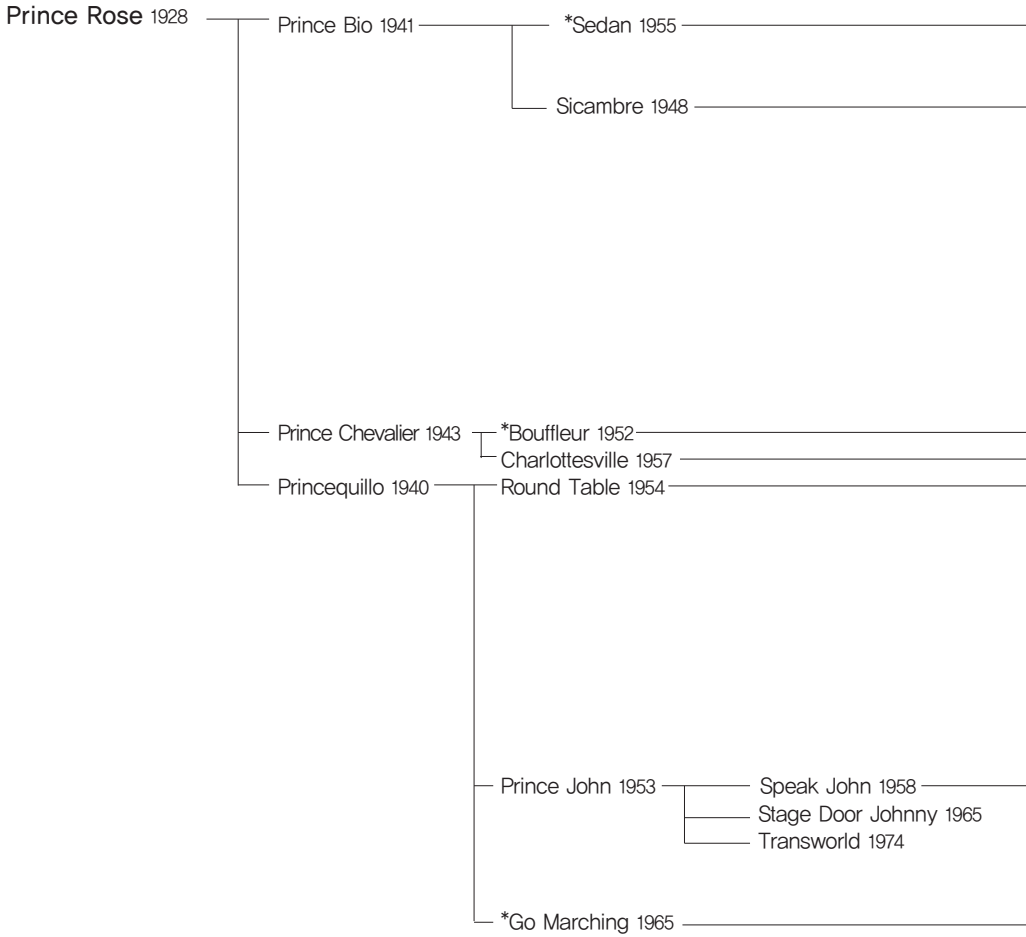 Prince Rose 1928
Prince Bio 1941
*Sedan 1955
Sicambre 1948
Prince Chevalier 1943
*Bouffleur 1952
Charlottesville 1957
Princequillo 1940
Round Table 1954
Prince John 1953
Speak John 1958
Stage Door Johnny 1965
Transworld 1974
*Go Marching 1965